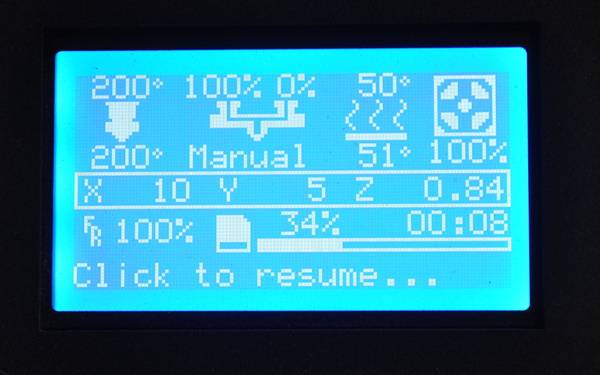 200° 100% 0% 50°
200° Manual 51° 100%
X 10 Y 5 Z 0.84
FR 100% 34% 00:08
Click to resume...